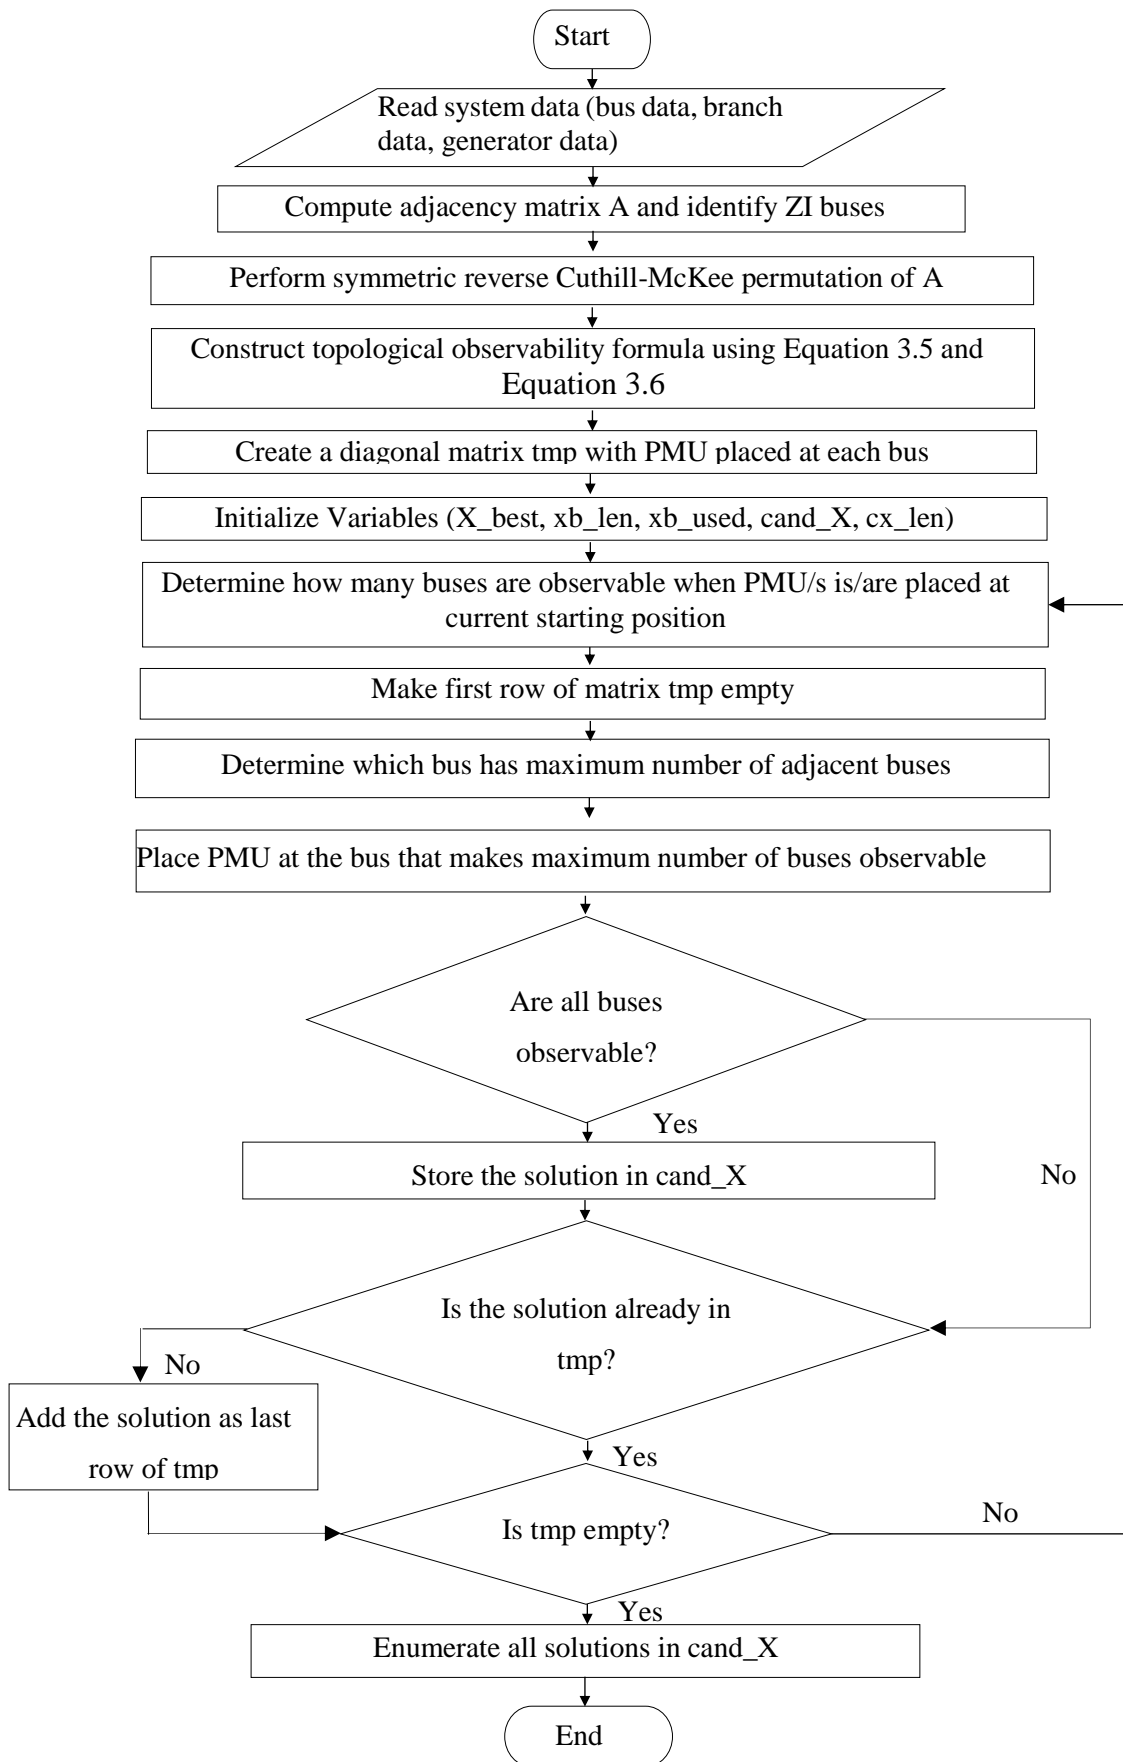 Start
Read system data (bus data, branch
data, generator data)
Compute adjacency matrix A and identify ZI buses
Perform symmetric reverse Cuthill-McKee permutation of A
Construct topological observability formula using Equation 3.5 and
Equation 3.6
Create a diagonal matrix tmp with PMU placed at each bus
Initialize Variables (X_best, xb_len, xb_used, cand_X, cx_len)
Determine how many buses are observable when PMU/s is/are placed at
current starting position
Make first row of matrix tmp empty
Determine which bus has maximum number of adjacent buses
Place PMU at the bus that makes maximum number of buses observable
Are all buses
observable?
Yes
No
Store the solution in cand_X
Is the solution already in
tmp?
No
Add the solution as last
row of tmp
Yes
Is tmp empty?
No
Yes
Enumerate all solutions in cand_X
End